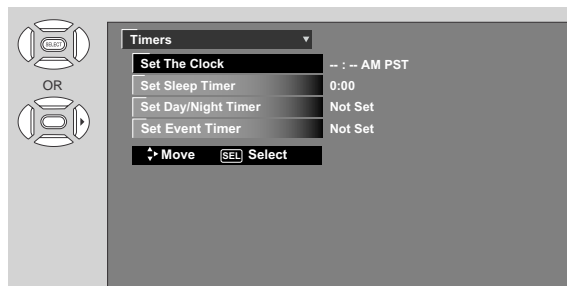 SELECT
OR
Timers
Set The Clock -- : -- AM PST
Set Sleep Timer 0:00
Set Day/Night Timer Not Set
Set Event Timer Not Set
Move SEL Select